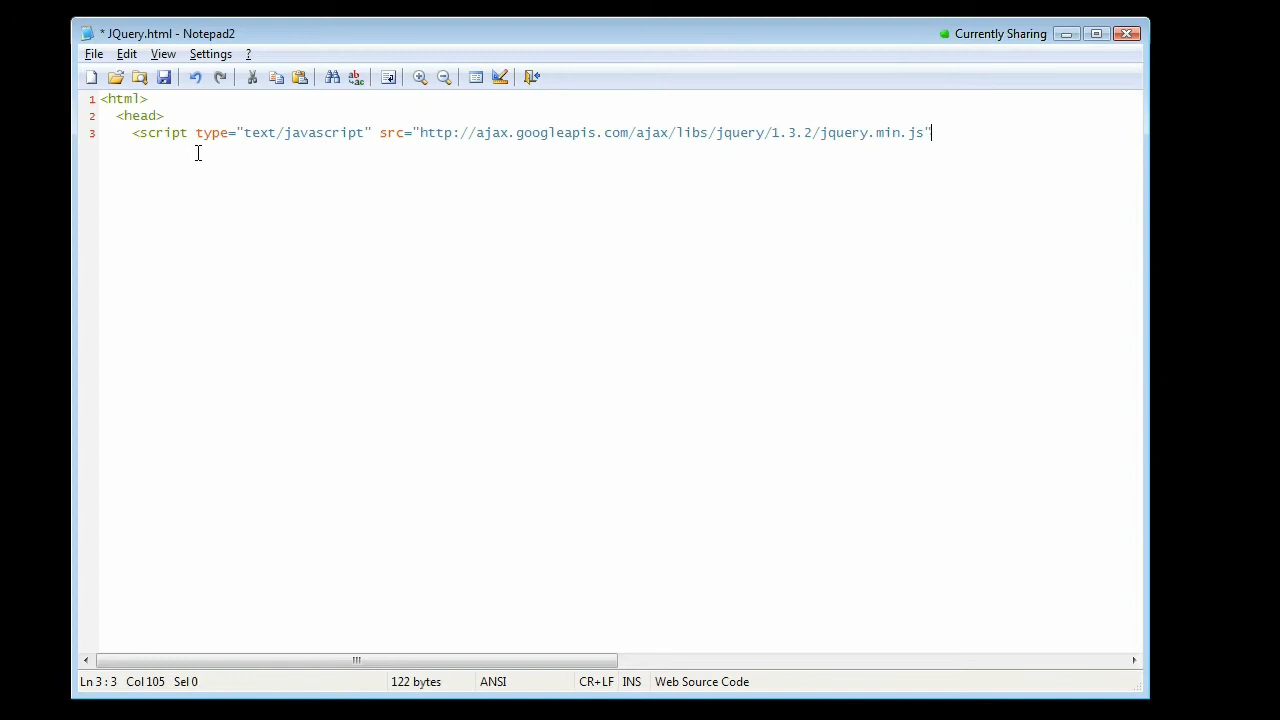 * JQuery.html - Notepad2 Currently Sharing
File Edit View Settings ?
1 <html>
2 <head>
3 <script type="text/javascript" src="http://ajax.googleapis.com/ajax/libs/jquery/1.3.2/jquery.min.js"
Ln 3 : 3 Col 105 Sel 0 122 bytes ANSI CR+LF INS Web Source Code